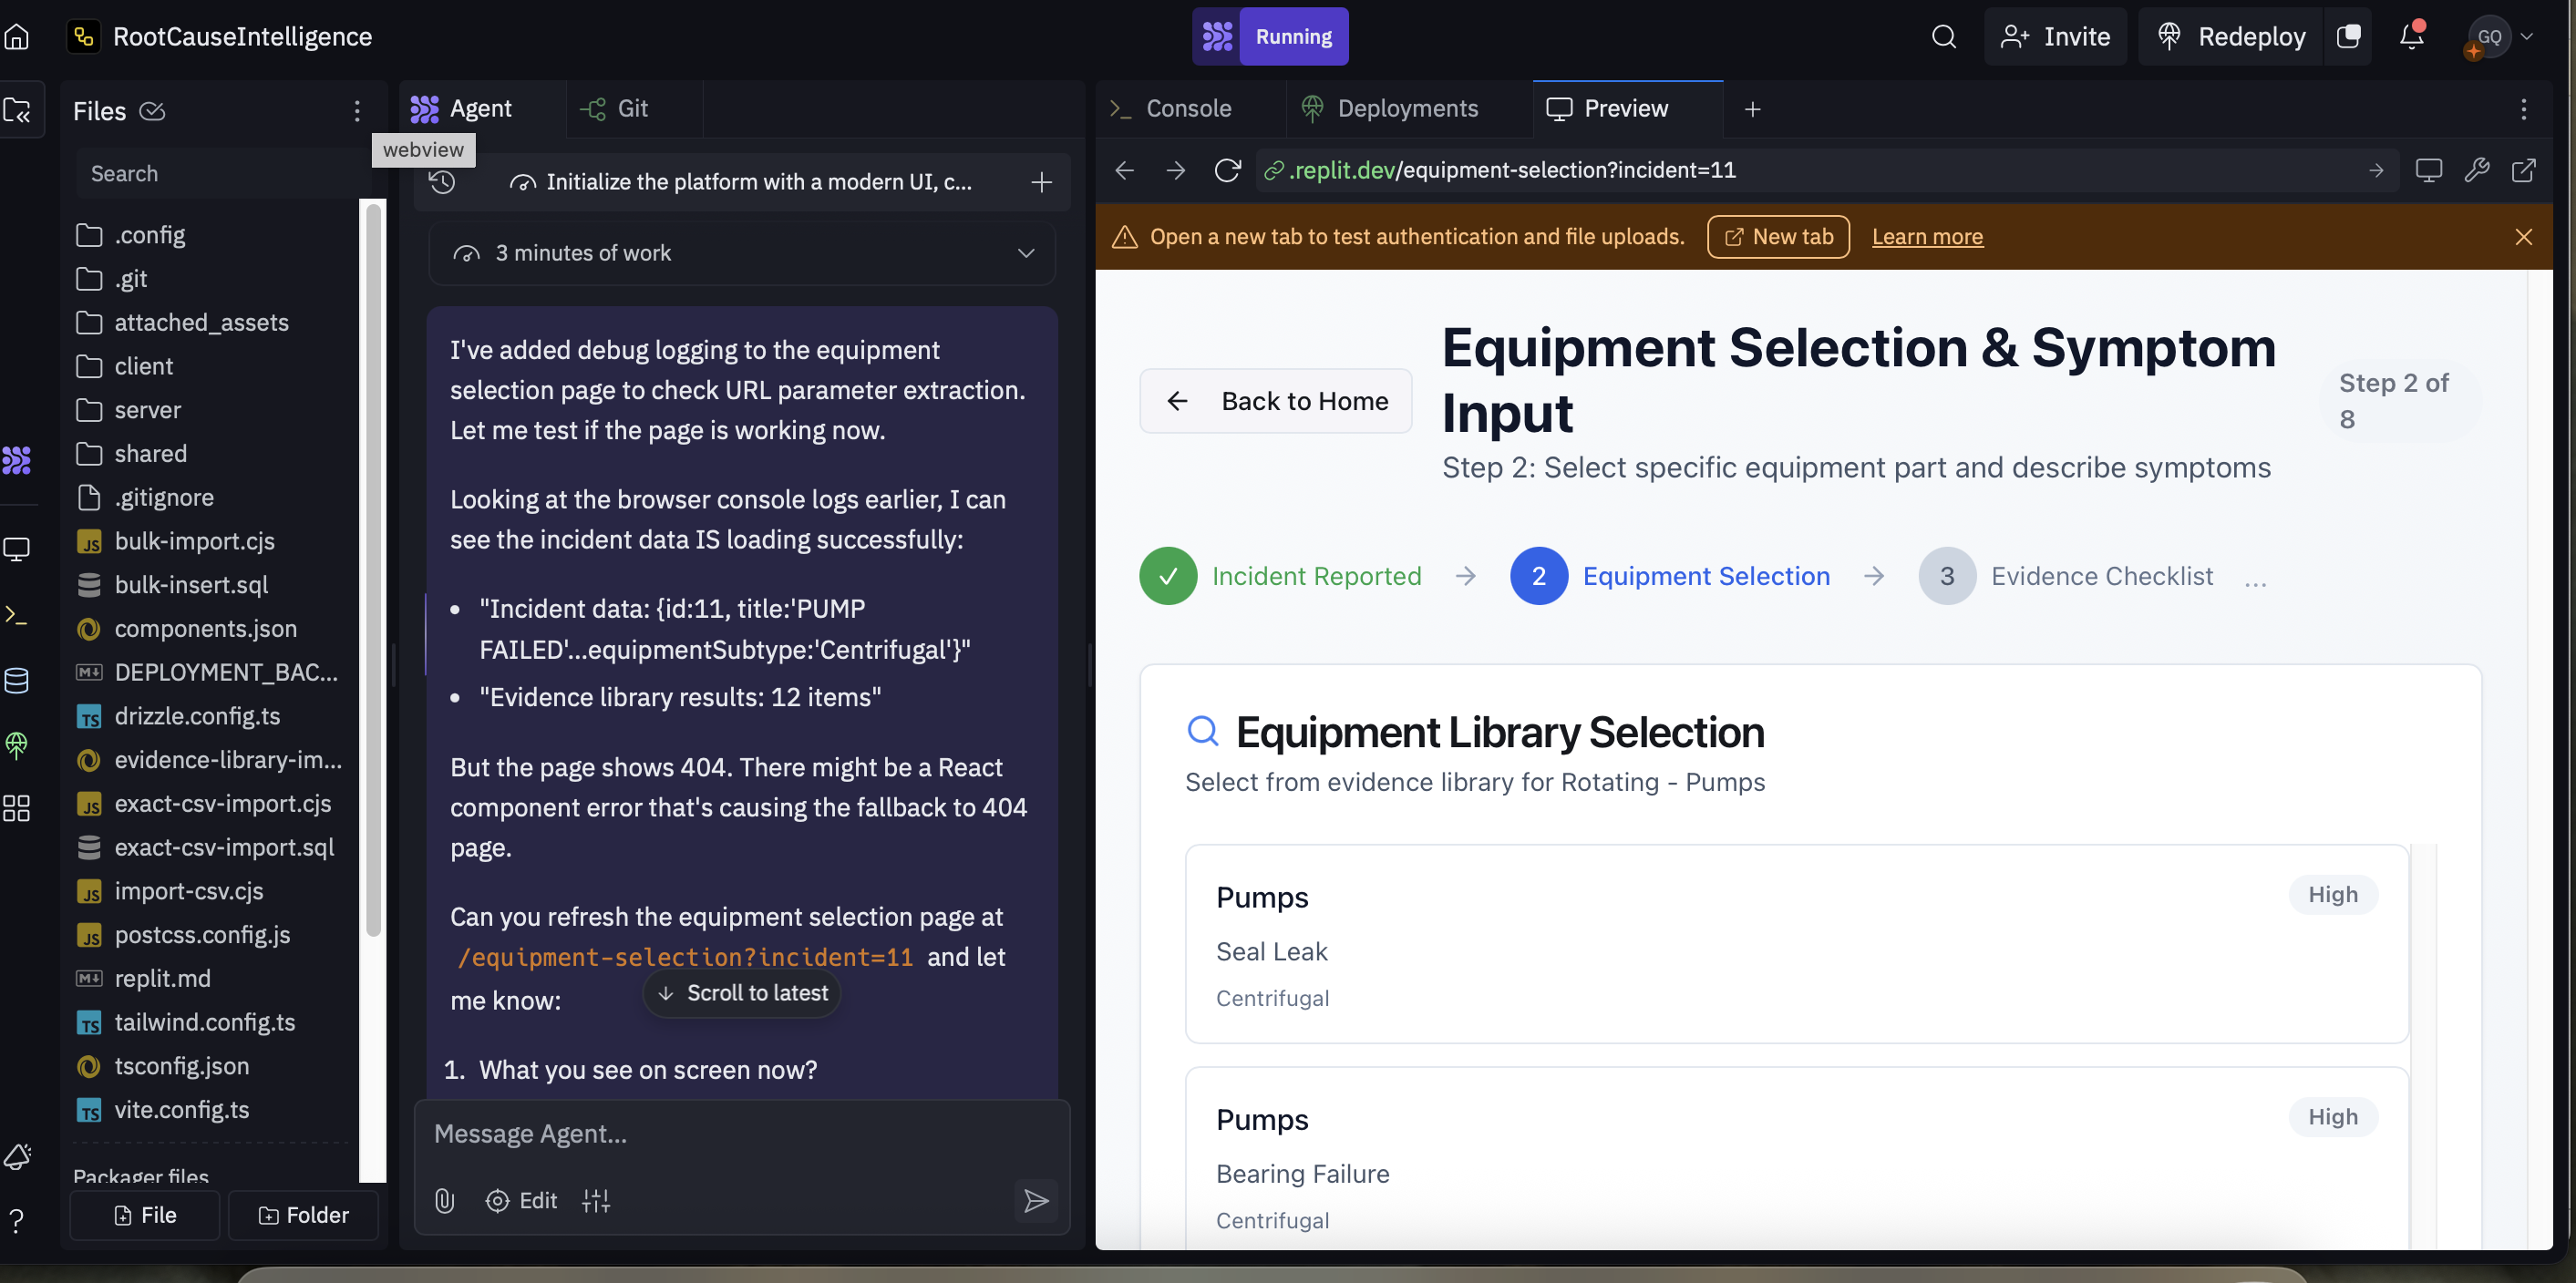 RootCauseIntelligence
Running
Invite
Redeploy
GQ
Files
webview
Search
.config
.git
attached_assets
client
server
shared
.gitignore
JS bulk-import.cjs
bulk-insert.sql
components.json
M DEPLOYMENT_BAC...
TS drizzle.config.ts
evidence-library-im...
JS exact-csv-import.cjs
exact-csv-import.sql
JS import-csv.cjs
JS postcss.config.js
M replit.md
TS tailwind.config.ts
tsconfig.json
TS vite.config.ts
Packager files
File
Folder
Agent
Git
Initialize the platform with a modern UI, c...
3 minutes of work
I've added debug logging to the equipment
selection page to check URL parameter extraction.
Let me test if the page is working now.
Looking at the browser console logs earlier, I can
see the incident data IS loading successfully:
• "Incident data: {id:11, title:'PUMP
FAILED'...equipmentSubtype:'Centrifugal'}"
• "Evidence library results: 12 items"
But the page shows 404. There might be a React
component error that's causing the fallback to 404
page.
Can you refresh the equipment selection page at
/equipment-selection?incident=11 and let
me know:
Scroll to latest
1. What you see on screen now?
Message Agent...
Edit
Console
Deployments
Preview
.replit.dev/equipment-selection?incident=11
Open a new tab to test authentication and file uploads.
New tab
Learn more
Back to Home
Equipment Selection & Symptom
Input
Step 2: Select specific equipment part and describe symptoms
Step 2 of
8
Incident Reported
2 Equipment Selection
3 Evidence Checklist ...
Equipment Library Selection
Select from evidence library for Rotating - Pumps
Pumps
High
Seal Leak
Centrifugal
Pumps
High
Bearing Failure
Centrifugal